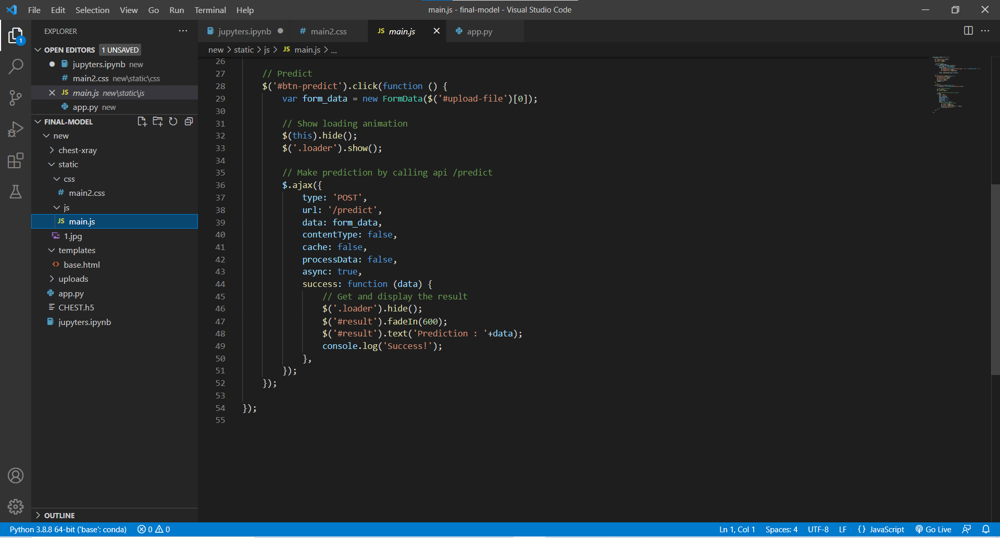 File Edit Selection View Go Run Terminal Help
main.js - final-model - Visual Studio Code
EXPLORER
OPEN EDITORS 1 UNSAVED
jupyters.ipynb new
main2.css new\static\css
JS main.js new\static\js
app.py new
FINAL-MODEL
new
chest-xray
static
css
# main2.css
js
JS main.js
1.jpg
templates
<> base.html
uploads
app.py
CHEST.h5
jupyters.ipynb
OUTLINE
1
jupyters.ipynb # main2.css JS main.js app.py
new > static > js > JS main.js > ...
26
27 // Predict
28 $('#btn-predict').click(function () {
29 var form_data = new FormData($('#upload-file')[0]);
30
31 // Show loading animation
32 $(this).hide();
33 $('.loader').show();
34
35 // Make prediction by calling api /predict
36 $.ajax({
37 type: 'POST',
38 url: '/predict',
39 data: form_data,
40 contentType: false,
41 cache: false,
42 processData: false,
43 async: true,
44 success: function (data) {
45 // Get and display the result
46 $('.loader').hide();
47 $('#result').fadeIn(600);
48 $('#result').text('Prediction : '+data);
49 console.log('Success!');
50 },
51 });
52 });
53
54 });
55
Python 3.8.8 64-bit ('base': conda) 0 0 Ln 1, Col 1 Spaces: 4 UTF-8 LF {} JavaScript Go Live